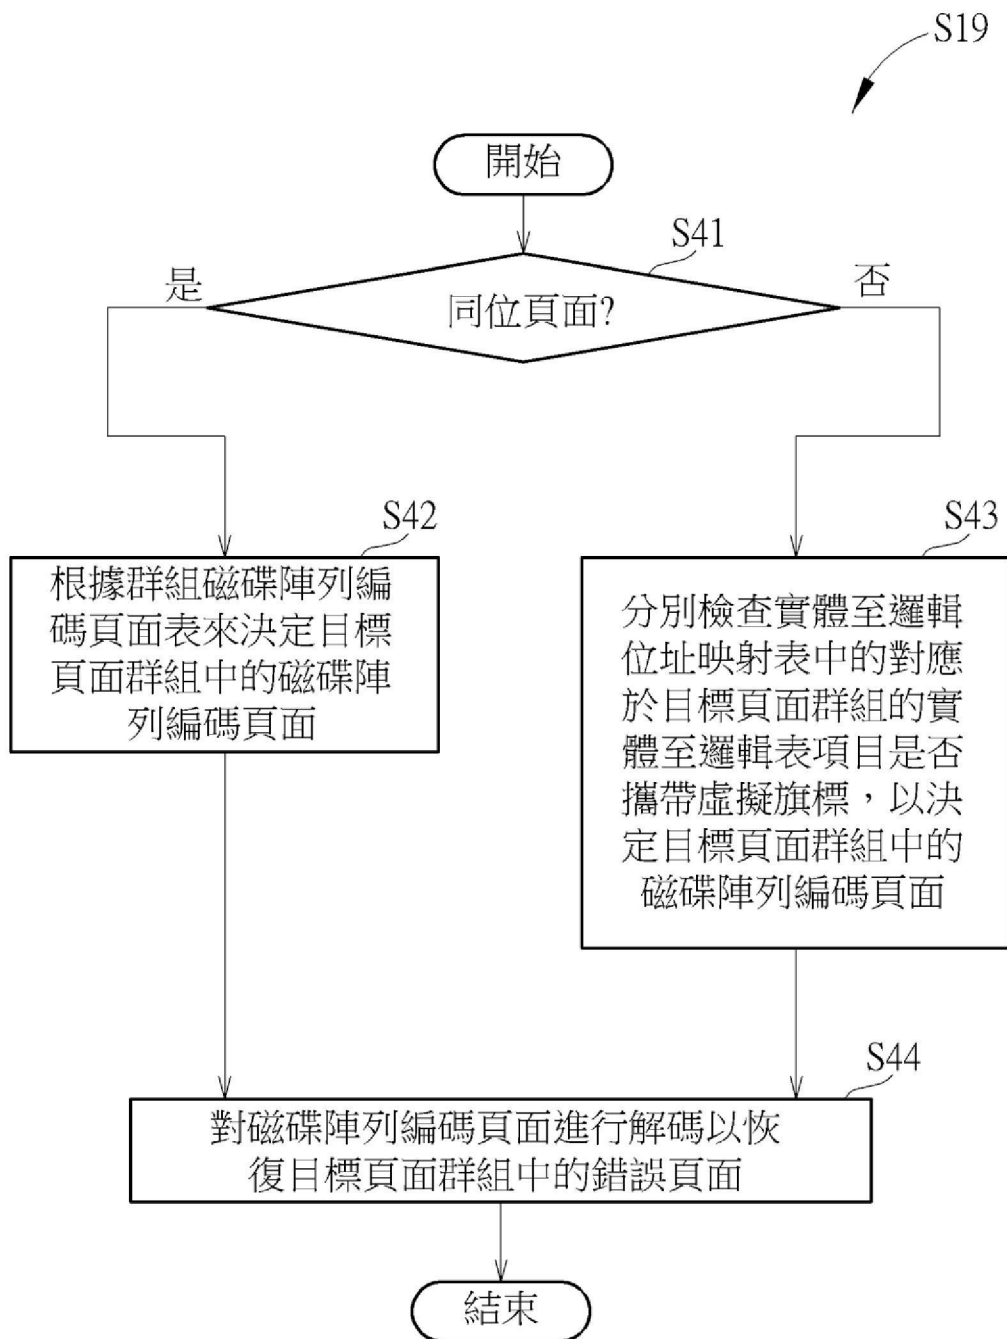 S19
開始
S41
是
否
同位頁面?
S42
S43
根據群組磁碟陣列編
碼頁面表來決定目標
頁面群組中的磁碟陣
列編碼頁面
分別檢查實體至邏輯
位址映射表中的對應
於目標頁面群組的實
體至邏輯表項目是否
攜帶虛擬旗標，以決
定目標頁面群組中的
磁碟陣列編碼頁面
S44
對磁碟陣列編碼頁面進行解碼以恢
復目標頁面群組中的錯誤頁面
結束